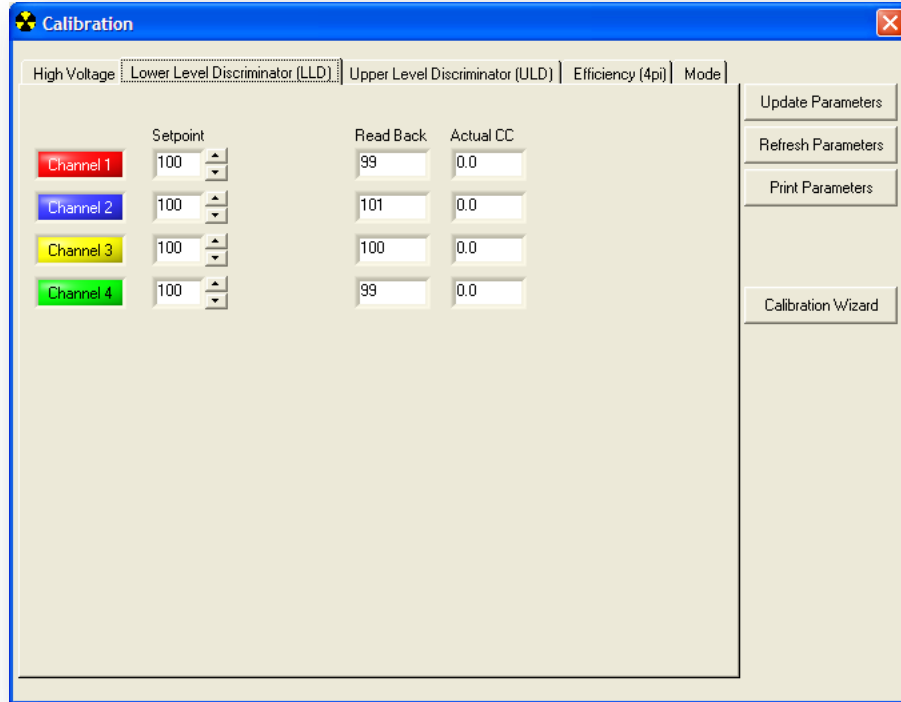 Calibration
High Voltage Lower Level Discriminator (LLD) Upper Level Discriminator (ULD) Efficiency (4pi) Mode
Update Parameters
Refresh Parameters
Print Parameters
Calibration Wizard
Setpoint Read Back Actual CC
Channel 1 100 99 0.0
Channel 2 100 101 0.0
Channel 3 100 100 0.0
Channel 4 100 99 0.0